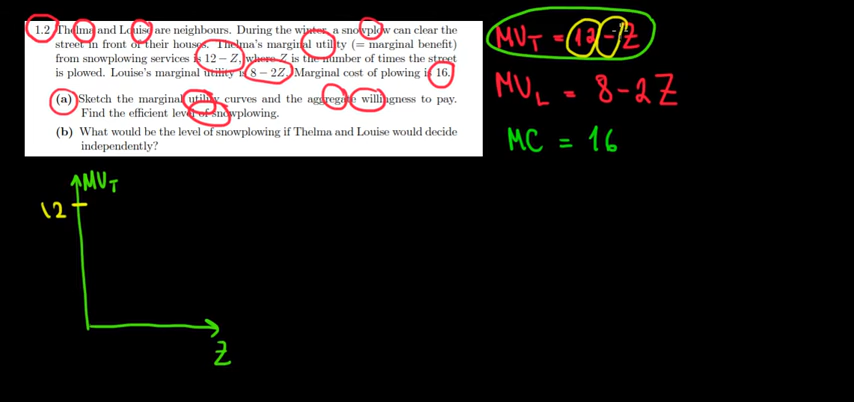 1.2 Thelma and Louise are neighbours. During the winter, a snowplow can clear the
street in front of their houses. Thelma's marginal utility (= marginal benefit)
from snowplowing services is 12 − Z, where Z is the number of times the street
is plowed. Louise's marginal utility is 8 − 2Z. Marginal cost of plowing is 16.
(a) Sketch the marginal utility curves and the aggregate willingness to pay.
Find the efficient level of snowplowing.
(b) What would be the level of snowplowing if Thelma and Louise would decide
independently?
MU_T = 12 - Z
MU_L = 8 - 2Z
MC = 16
MU_T
12
Z